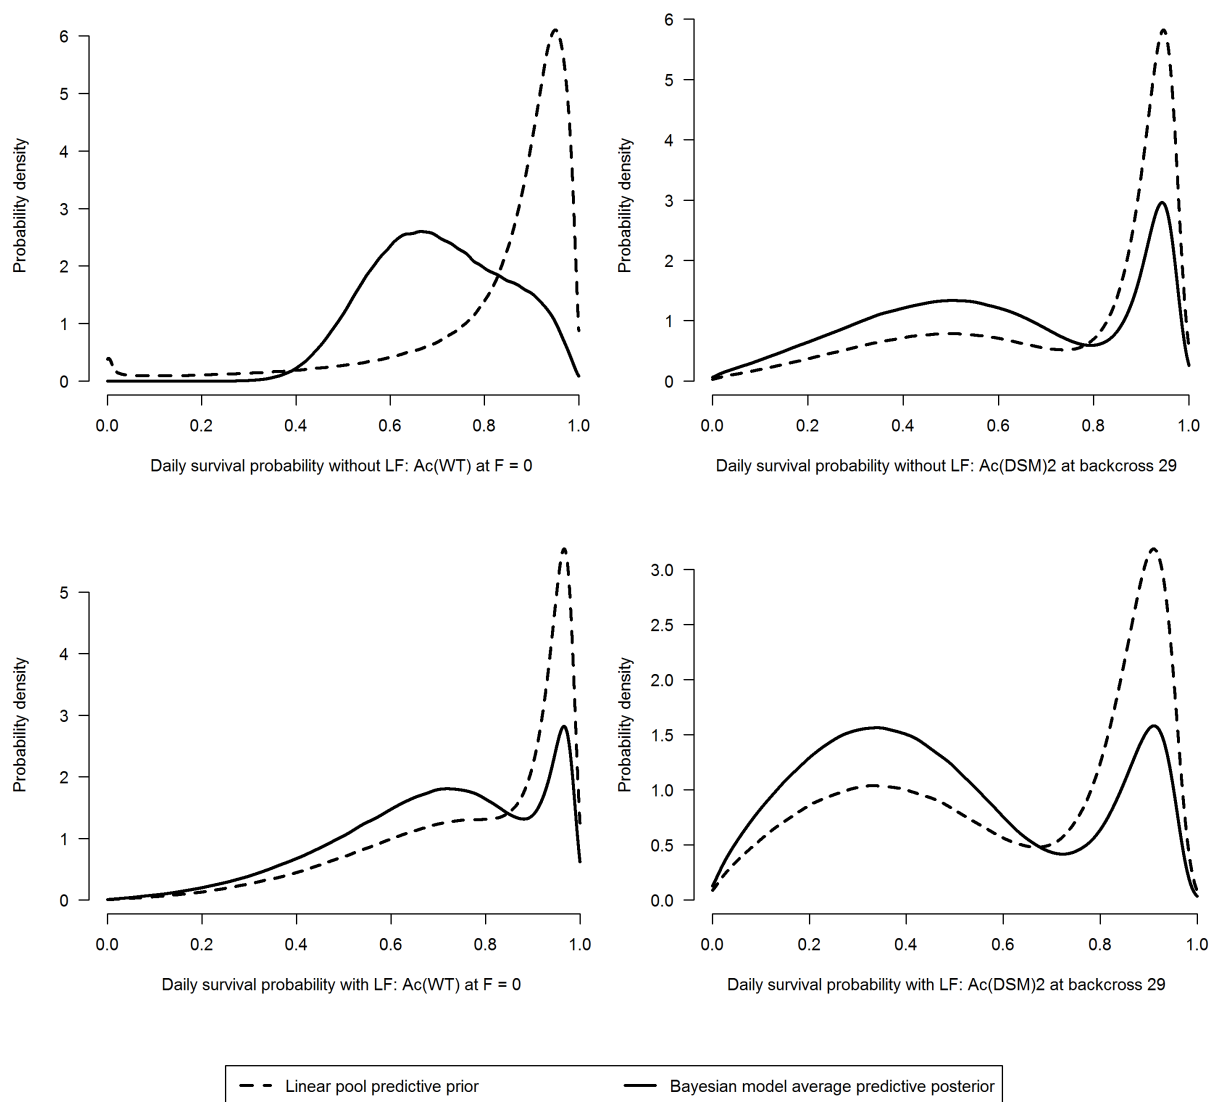 Probability density
6
5
4
3
2
1
0
0.0 0.2 0.4 0.6 0.8 1.0
Daily survival probability without LF: Ac(WT) at F = 0
Probability density
6
5
4
3
2
1
0
0.0 0.2 0.4 0.6 0.8 1.0
Daily survival probability without LF: Ac(DSM)2 at backcross 29
Probability density
5
4
3
2
1
0
0.0 0.2 0.4 0.6 0.8 1.0
Daily survival probability with LF: Ac(WT) at F = 0
Probability density
3.0
2.5
2.0
1.5
1.0
0.5
0.0
0.0 0.2 0.4 0.6 0.8 1.0
Daily survival probability with LF: Ac(DSM)2 at backcross 29
Linear pool predictive prior
Bayesian model average predictive posterior